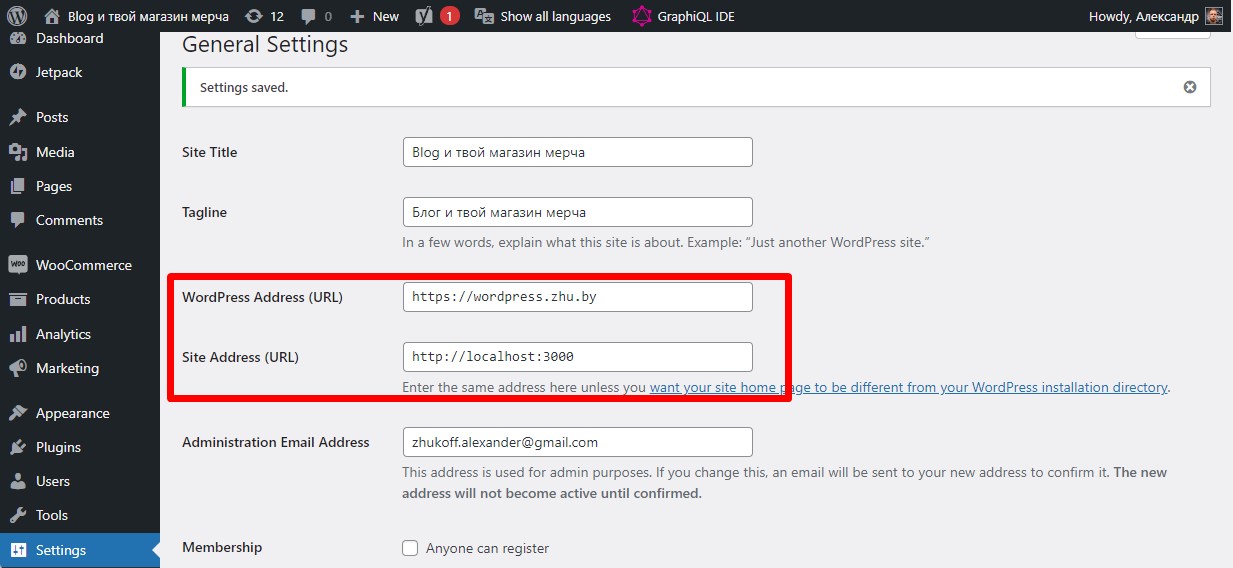 Blog и твой магазин мерча 12 0 New 1 Show all languages GraphiQL IDE Howdy, Александр
Dashboard
Jetpack
Posts
Media
Pages
Comments
WOO WooCommerce
Products
Analytics
Marketing
Appearance
Plugins
Users
Tools
Settings
General Settings
Settings saved.
Site Title Blog и твой магазин мерча
Tagline Блог и твой магазин мерча
In a few words, explain what this site is about. Example: “Just another WordPress site.”
WordPress Address (URL) https://wordpress.zhu.by
Site Address (URL) http://localhost:3000
Enter the same address here unless you want your site home page to be different from your WordPress installation directory.
Administration Email Address zhukoff.alexander@gmail.com
This address is used for admin purposes. If you change this, an email will be sent to your new address to confirm it. The new
address will not become active until confirmed.
Membership Anyone can register